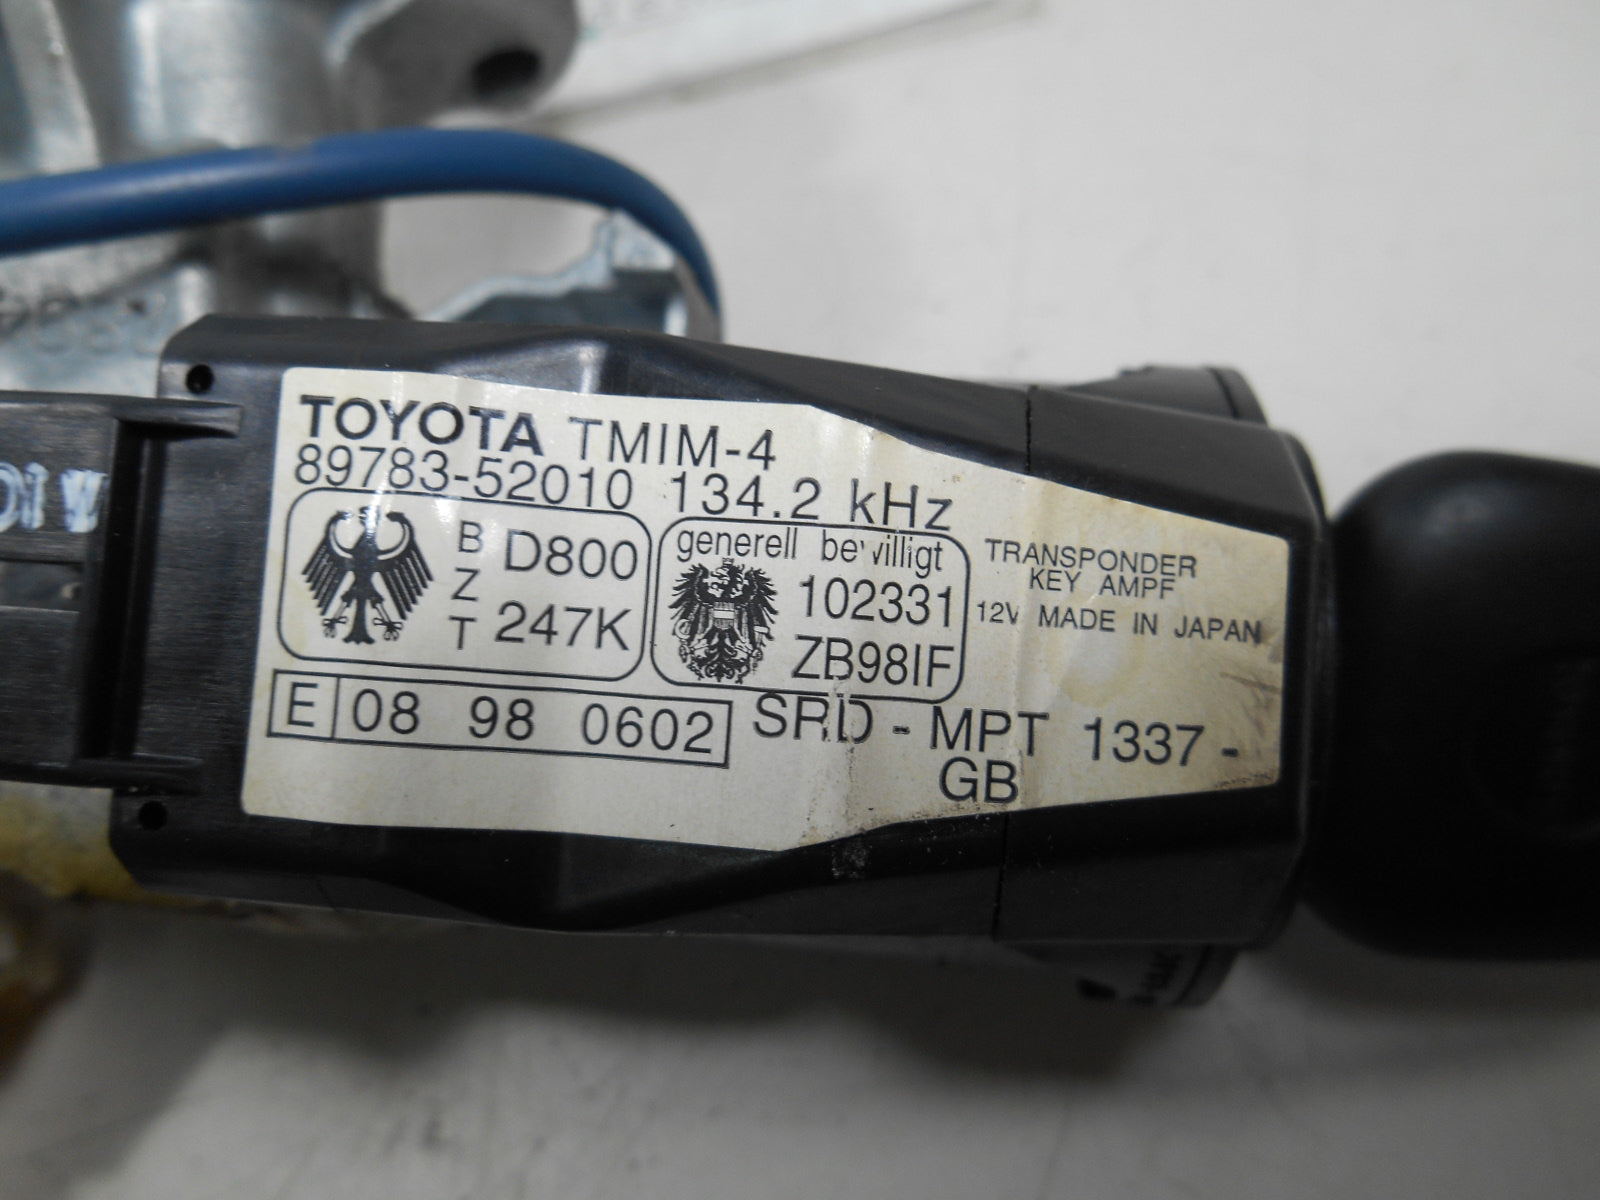 TOYOTA TMIM-4
89783-52010 134.2 kHz
BZT D800
247K
generell bewilligt
102331
ZB98IF
TRANSPONDER
KEY AMPF
12V MADE IN JAPAN
E 08 98 0602
SRD - MPT 1337 -
GB